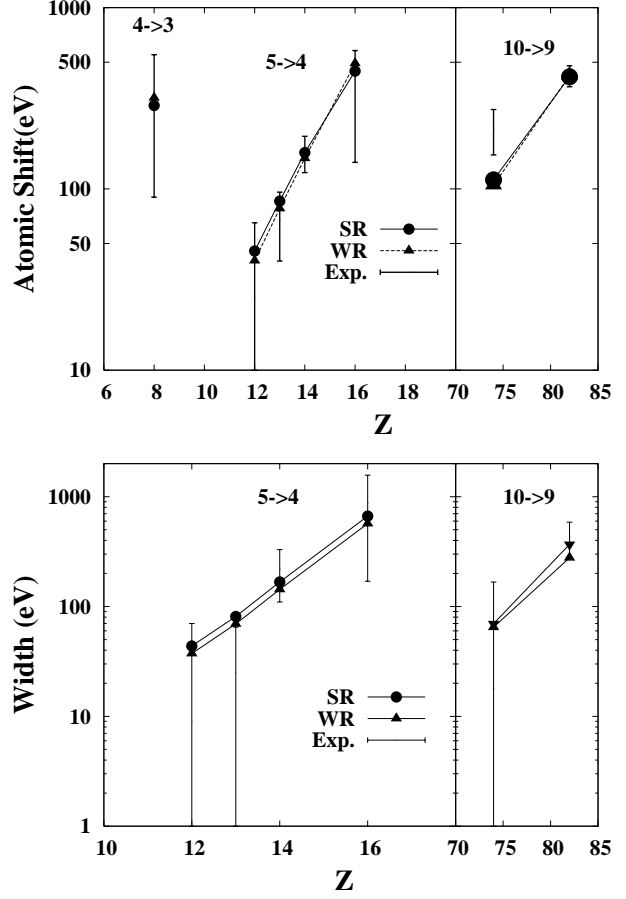 1000
4->3
5->4
10->9
500
Atomic Shift(eV)
100
SR
50
WR
Exp.
10
6 8 10 12 14 16 18 70 75 80 85
Z
1000
5->4
10->9
Width (eV)
100
SR
10
WR
Exp.
1
10 12 14 16 70 75 80 85
Z